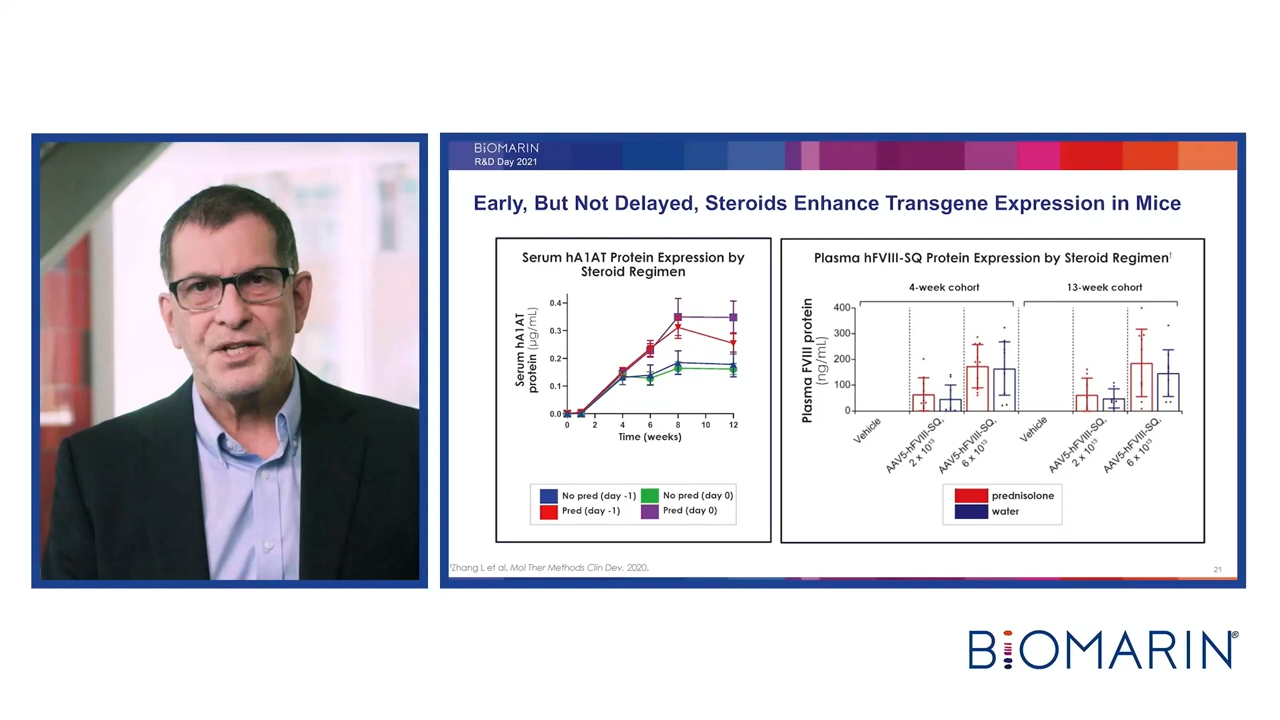 BiOMARIN
R&D Day 2021
Early, But Not Delayed, Steroids Enhance Transgene Expression in Mice
Serum hA1AT Protein Expression by
Steroid Regimen
Serum hA1AT
protein (µg/mL)
0.4
0.3
0.2
0.1
0.0
0 2 4 6 8 10 12
Time (weeks)
No pred (day -1) No pred (day 0)
Pred (day -1) Pred (day 0)
Plasma hFVIII-SQ Protein Expression by Steroid Regimen†
4-week cohort 13-week cohort
Plasma FVIII protein
(ng/mL)
400
300
200
100
0
Vehicle
AAV5-hFVIII-SQ,
2 x 10¹³
AAV5-hFVIII-SQ,
6 x 10¹³
Vehicle
AAV5-hFVIII-SQ,
2 x 10¹³
AAV5-hFVIII-SQ,
6 x 10¹³
prednisolone
water
†Zhang L et al. Mol Ther Methods Clin Dev. 2020.
21
BiOMARIN®